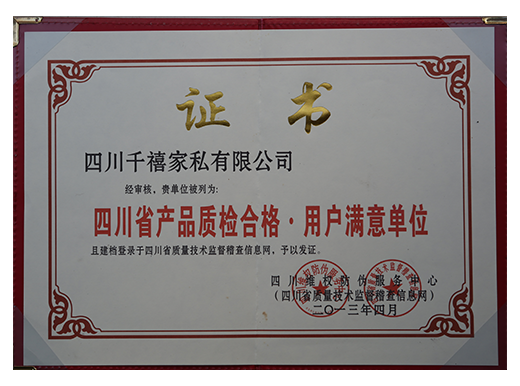 证书
四川千禧家私有限公司
经审核，贵单位被列为：
四川省产品质检合格·用户满意单位
且建档登录于四川省质量技术监督稽查信息网，予以发证。
四川维权防伪服务中心
（四川省质量技术监督稽查信息网）
二〇一三年四月